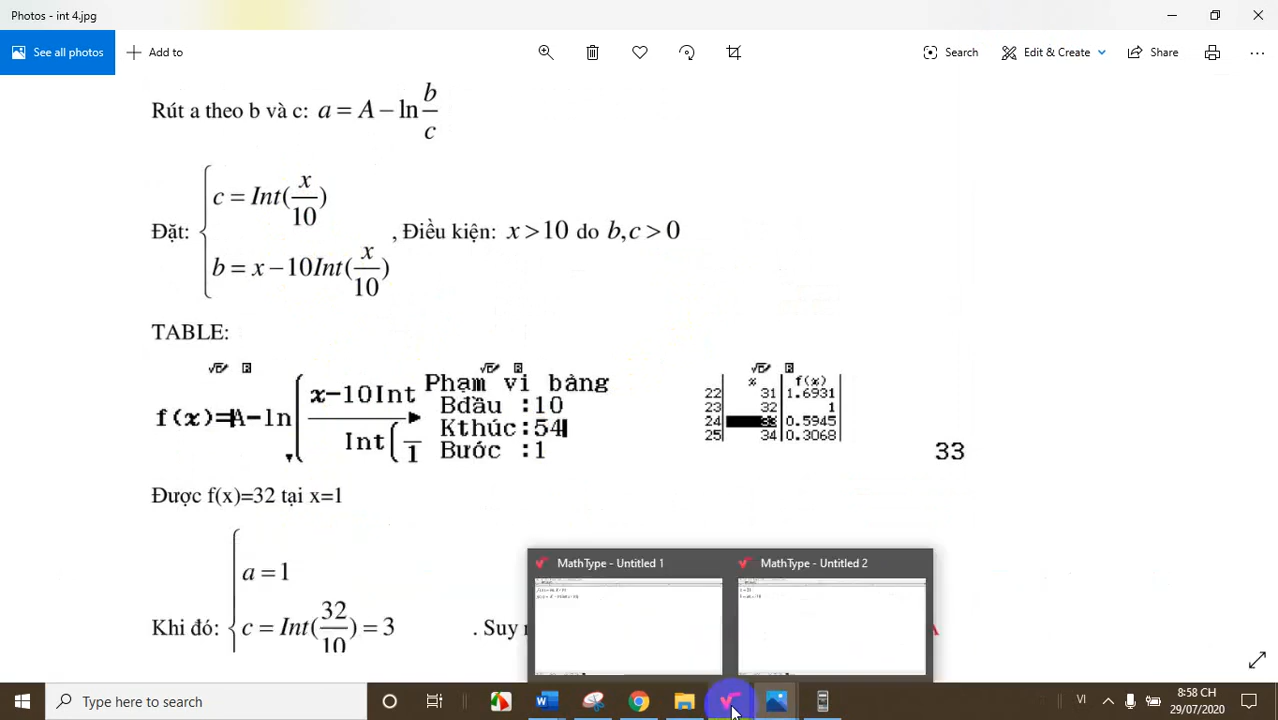 Photos - int 4.jpg
See all photos
Add to
Search
Edit & Create
Share
Rút a theo b và c: a = A − ln b/c
Đặt: { c = Int(x/10)
b = x − 10Int(x/10)
, Điều kiện: x > 10 do b,c > 0
TABLE:
f(x)=A−ln( x−10Int
Int( 1
Phạm vi bảng
Bđầu :10
Kthúc:54
Bước :1
x f(x)
22 31 1.6931
23 32 1
24 33 0.5945
25 34 0.3068
33
Được f(x)=32 tại x=1
Khi đó: { a = 1
c = Int(32/10) = 3
. Suy
MathType - Untitled 1
MathType - Untitled 2
Type here to search
VI
8:58 CH
29/07/2020